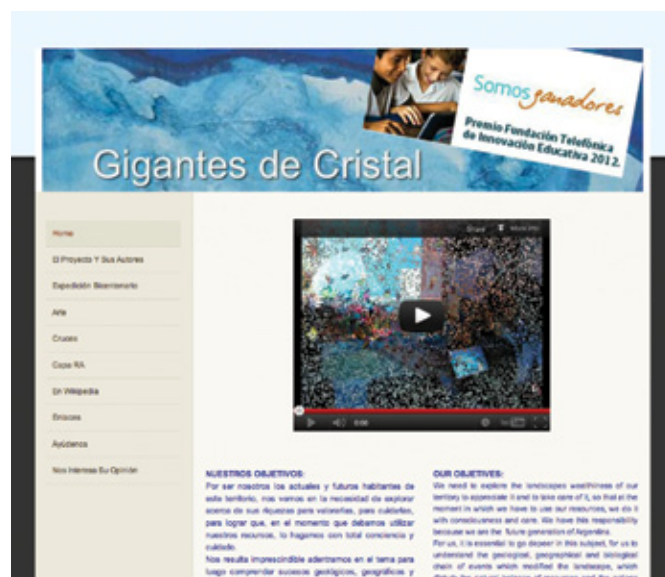 Somos ganadores
Premio Fundación Telefónica
de Innovación Educativa 2012.
Gigantes de Cristal
Home
El Proyecto Y Sus Autores
Expedición Bicentenario
Arte
Cruces
Capa RA
En Wikipedia
Enlaces
Ayúdanos
Nos Interesa Su Opinión
Share
More info
0:00
NUESTROS OBJETIVOS:
Por ser nosotros los actuales y futuros habitantes de
este territorio, nos vemos en la necesidad de explorar
acerca de sus riquezas para valorarlas, para cuidarlas,
para lograr que, en el momento que debamos utilizar
nuestros recursos, lo hagamos con total conciencia y
cuidado.
Nos resulta imprescindible adentrarnos en el tema para
luego comprender sucesos geológicos, geográficos y
OUR OBJETIVES:
We need to explore the landscapes wealthiness of our
territory to appreciate it and to take care of it, so that at the
moment in which we have to use our resources, we do it
with consciousness and care. We have this responsibility
because we are the future generation of Argentina.
For us, it is essential to go deeper in this subject, for us to
understand the geological, geographical and biological
chain of events which modified the landscape, which